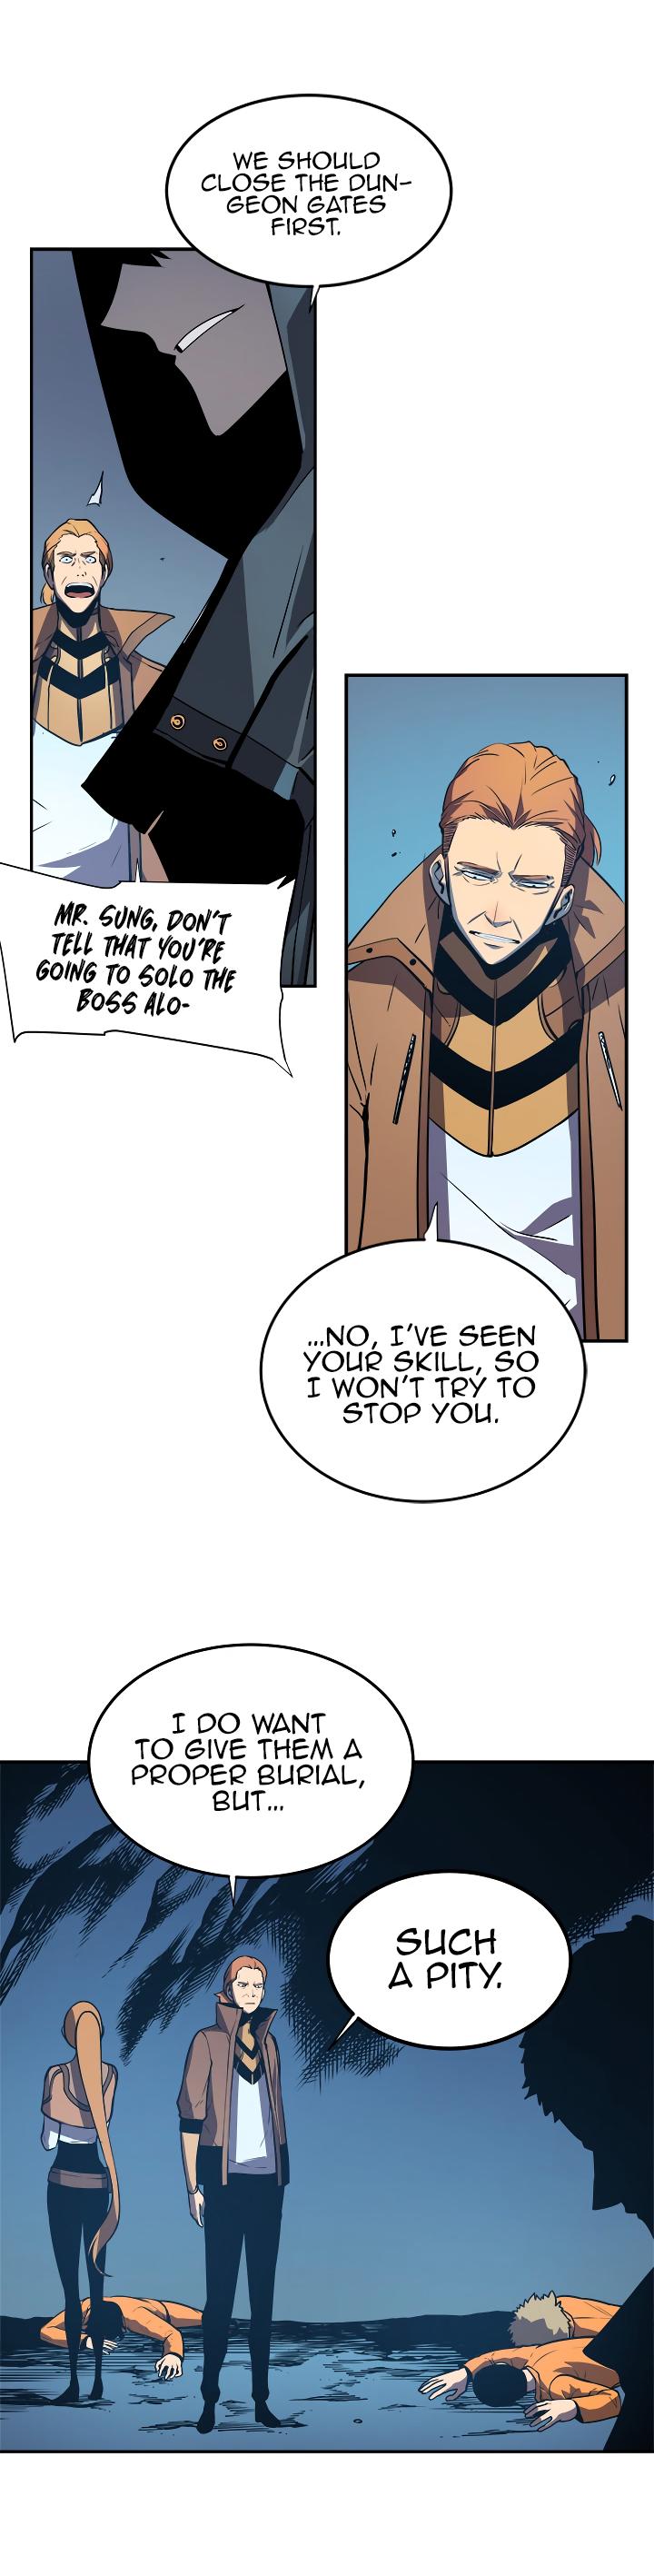 WE SHOULD
CLOSE THE DUN-
GEON GATES
FIRST.
MR. SUNG, DON'T
TELL THAT YOU'RE
GOING TO SOLO THE
BOSS ALO-
...NO, I'VE SEEN
YOUR SKILL, SO
I WON'T TRY TO
STOP YOU.
I DO WANT
TO GIVE THEM A
PROPER BURIAL,
BUT...
SUCH
A PITY.